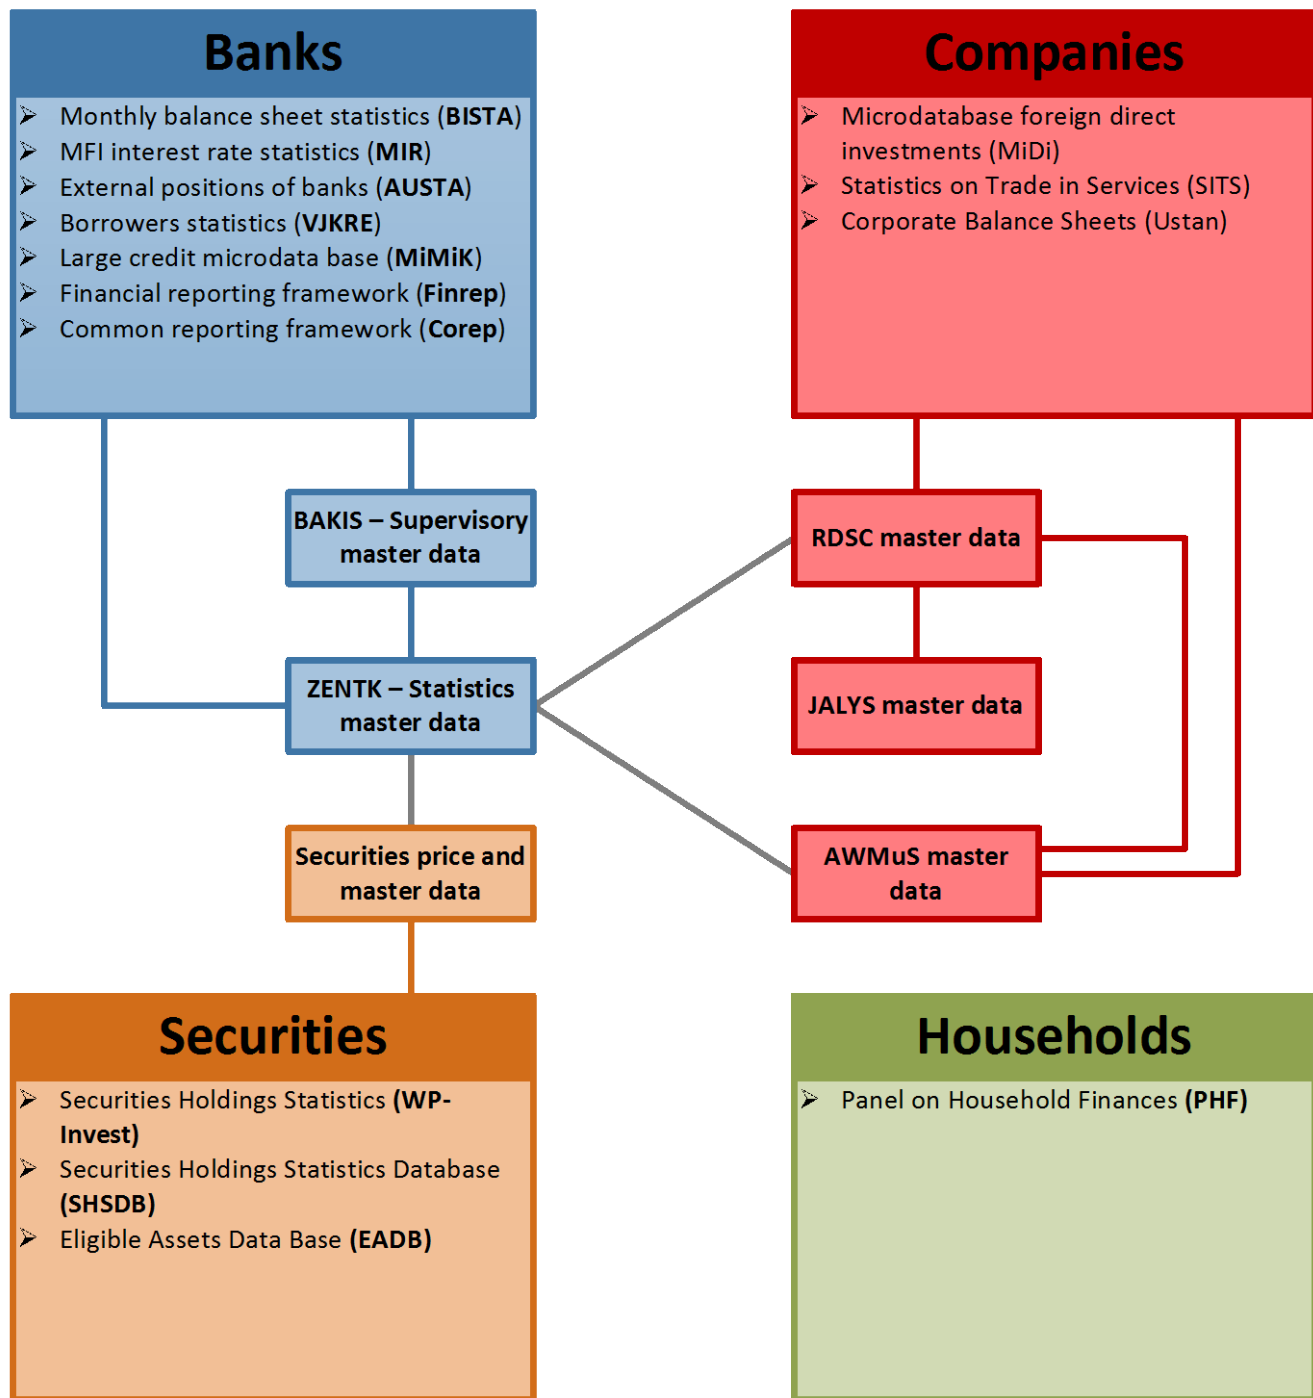 Banks
➢ Monthly balance sheet statistics (BISTA)
➢ MFI interest rate statistics (MIR)
➢ External positions of banks (AUSTA)
➢ Borrowers statistics (VJKRE)
➢ Large credit microdata base (MiMiK)
➢ Financial reporting framework (Finrep)
➢ Common reporting framework (Corep)
Companies
➢ Microdatabase foreign direct
investments (MiDi)
➢ Statistics on Trade in Services (SITS)
➢ Corporate Balance Sheets (Ustan)
BAKIS – Supervisory
master data
RDSC master data
ZENTK – Statistics
master data
JALYS master data
Securities price and
master data
AWMuS master
data
Securities
➢ Securities Holdings Statistics (WP-
Invest)
➢ Securities Holdings Statistics Database
(SHSDB)
➢ Eligible Assets Data Base (EADB)
Households
➢ Panel on Household Finances (PHF)